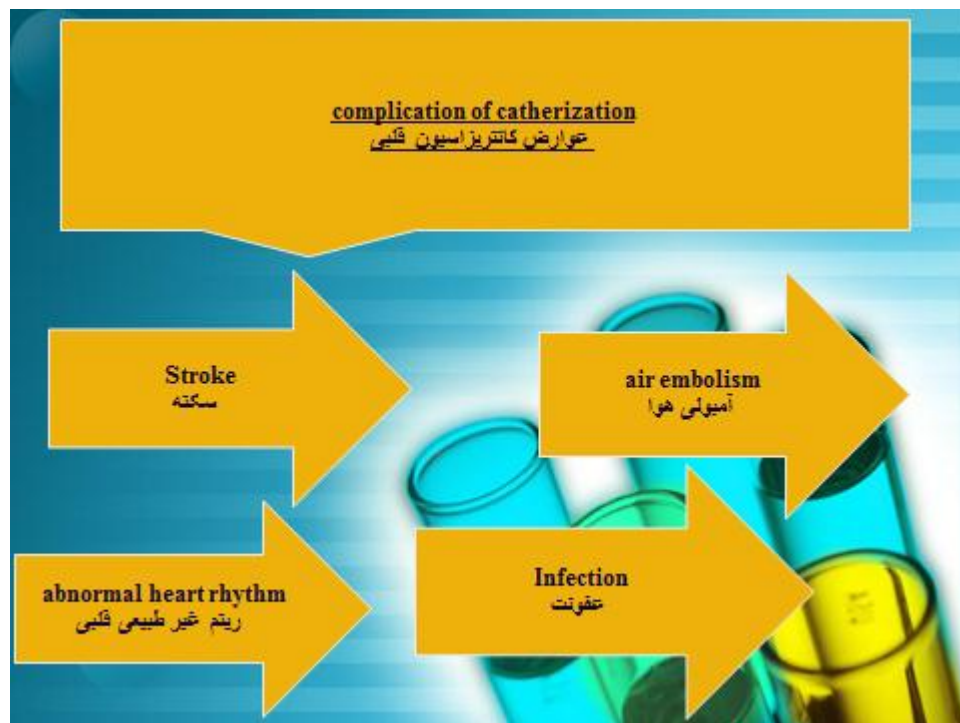 complication of catherization
عوارض کاتتریزاسیون قلبی
Stroke
سکته
air embolism
آمبولی هوا
abnormal heart rhythm
ریتم غیر طبیعی قلبی
Infection
عفونت